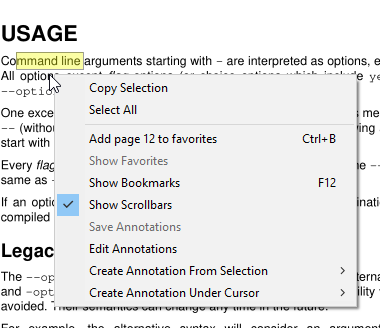 USAGE
Command line arguments starting with - are interpreted as options, e
All options except flag options (or choice options which include ye
--optio
Copy Selection
Select All
One exce
-- (withou
start with
Add page 12 to favorites Ctrl+B
Show Favorites
Every flag
same as -
Show Bookmarks F12
Show Scrollbars
If an optio
compiled
Save Annotations
Edit Annotations
Legac
Create Annotation From Selection >
The --op
and -opt
Create Annotation Under Cursor >
avoided. Their semantics can change any time in the future.
For example, the alternative syntax will consider an argument